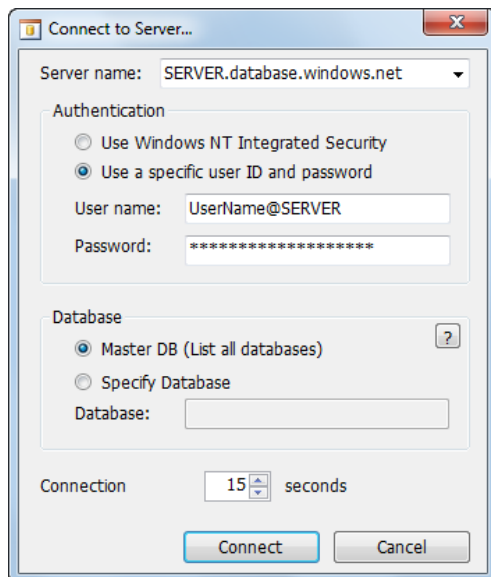 Connect to Server...
Server name: SERVER.database.windows.net
Authentication
Use Windows NT Integrated Security
Use a specific user ID and password
User name: UserName@SERVER
Password: *******************
Database
?
Master DB (List all databases)
Specify Database
Database:
Connection 15 seconds
Connect Cancel